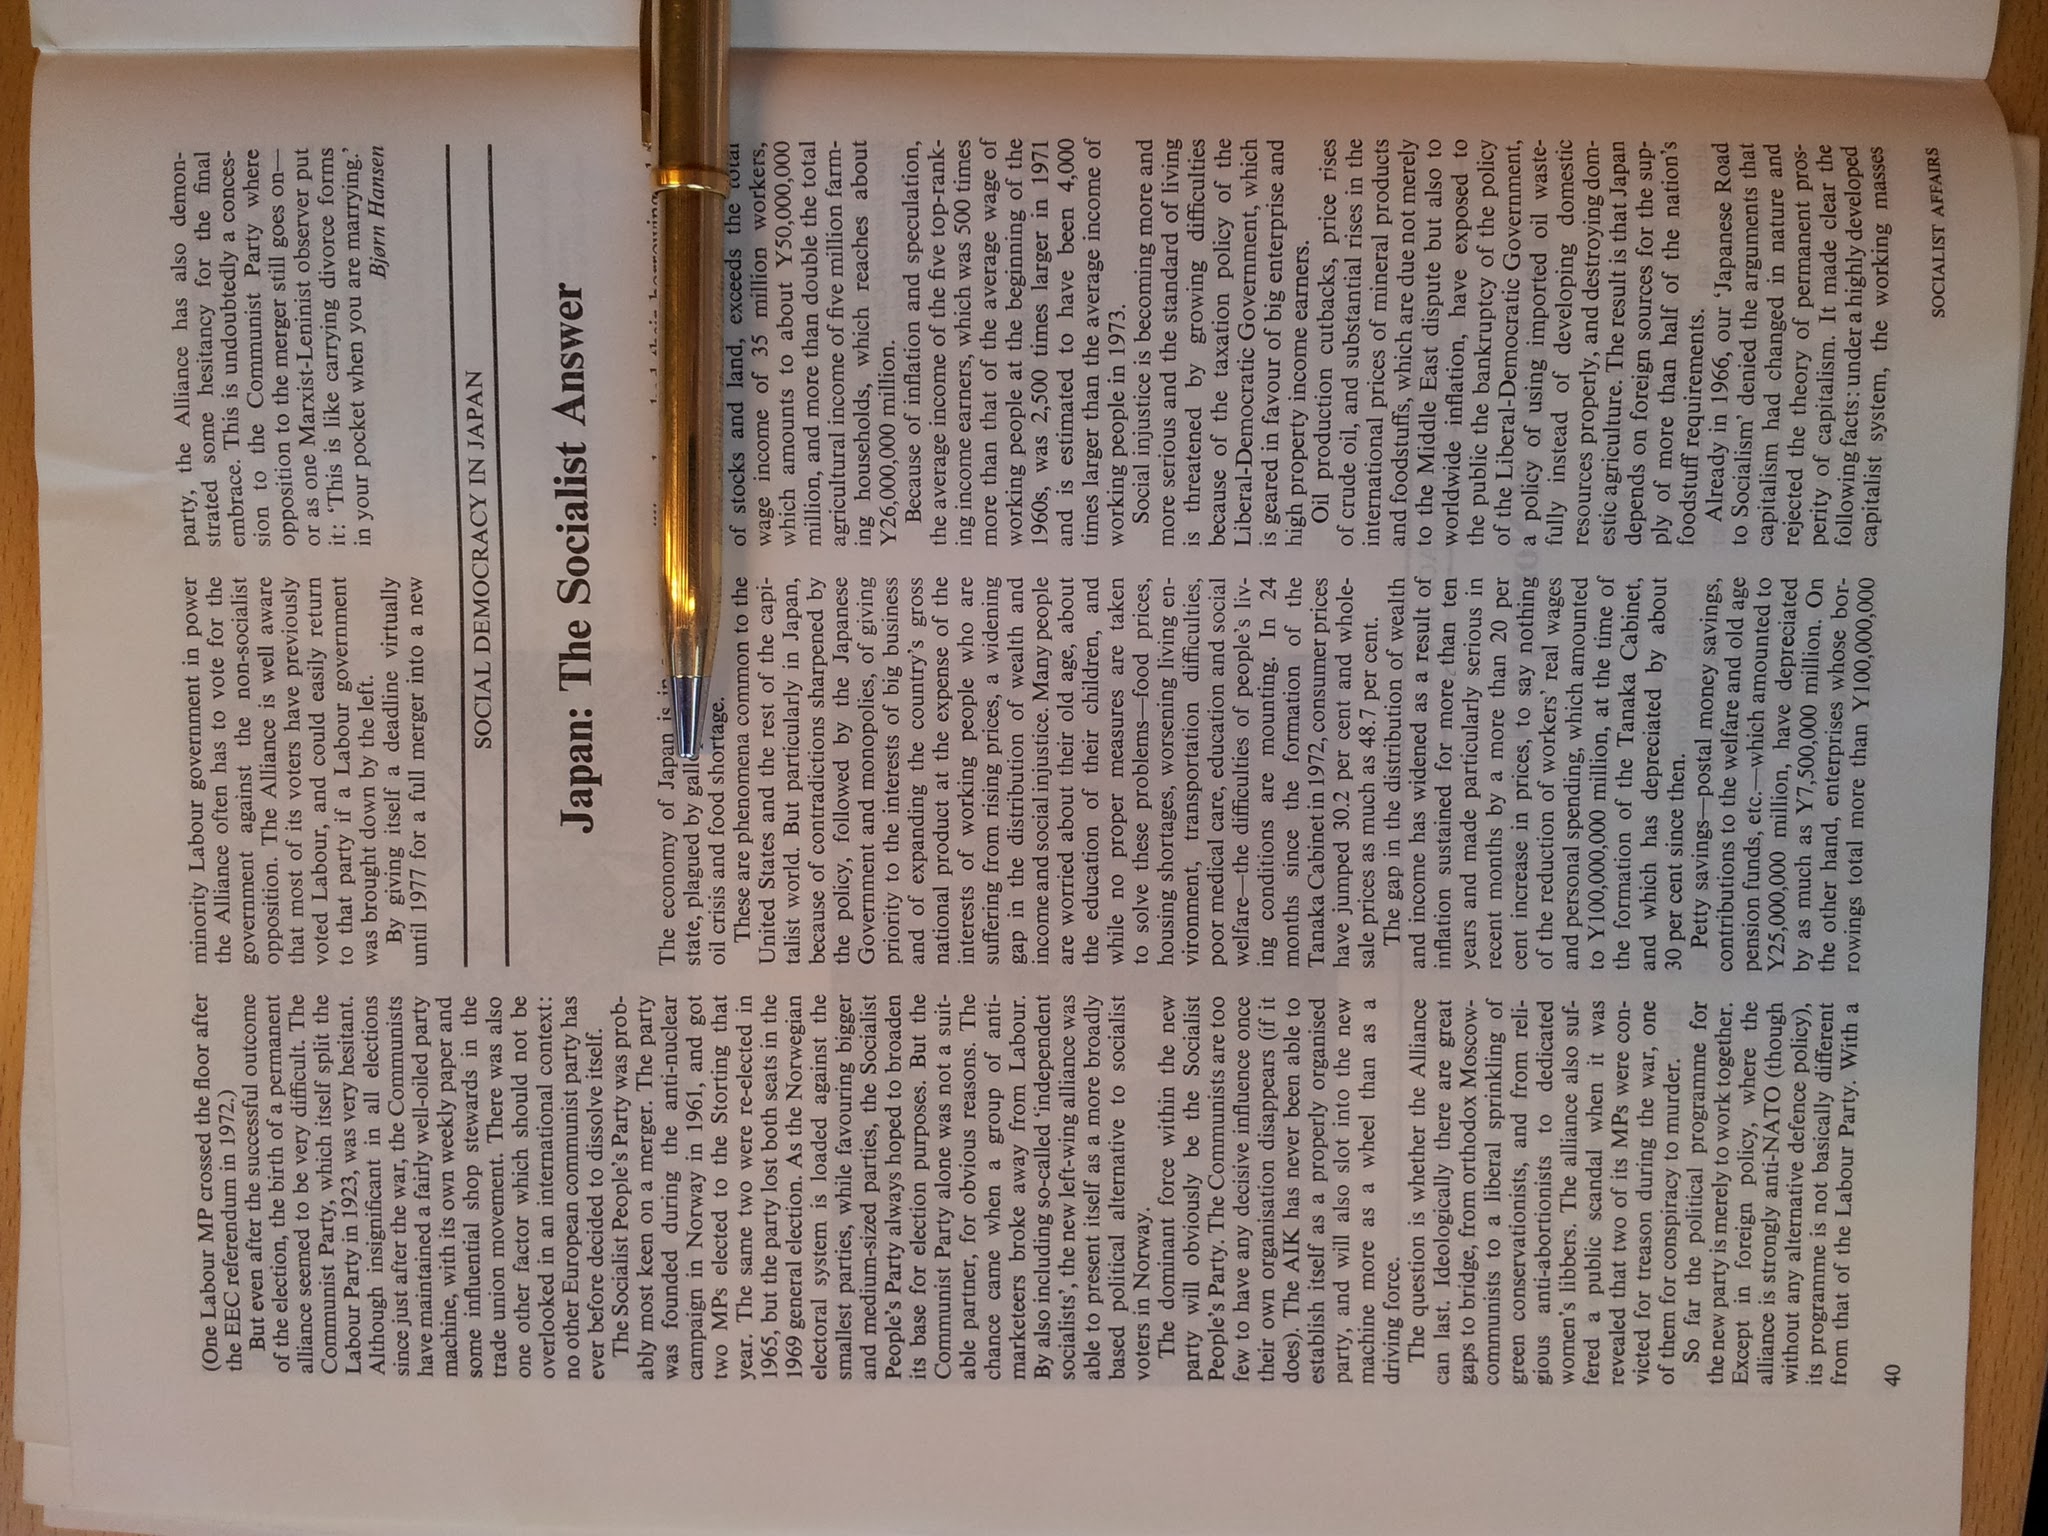 (One Labour MP crossed the floor after
the EEC referendum in 1972.)
But even after the successful outcome
of the election, the birth of a permanent
alliance seemed to be very difficult. The
Communist Party, which itself split the
Labour Party in 1923, was very hesitant.
Although insignificant in all elections
since just after the war, the Communists
have maintained a fairly well-oiled party
machine, with its own weekly paper and
some influential shop stewards in the
trade union movement. There was also
one other factor which should not be
overlooked in an international context:
no other European communist party has
ever before decided to dissolve itself.
The Socialist People's Party was prob-
ably most keen on a merger. The party
was founded during the anti-nuclear
campaign in Norway in 1961, and got
two MPs elected to the Storting that
year. The same two were re-elected in
1965, but the party lost both seats in the
1969 general election. As the Norwegian
electoral system is loaded against the
smallest parties, while favouring bigger
and medium-sized parties, the Socialist
People's Party always hoped to broaden
its base for election purposes. But the
Communist Party alone was not a suit-
able partner, for obvious reasons. The
chance came when a group of anti-
marketeers broke away from Labour.
By also including so-called 'independent
socialists', the new left-wing alliance was
able to present itself as a more broadly
based political alternative to socialist
voters in Norway.
The dominant force within the new
party will obviously be the Socialist
People's Party. The Communists are too
few to have any decisive influence once
their own organisation disappears (if it
does). The AIK has never been able to
establish itself as a properly organised
party, and will also slot into the new
machine more as a wheel than as a
driving force.
The question is whether the Alliance
can last. Ideologically there are great
gaps to bridge, from orthodox Moscow-
communists to a liberal sprinkling of
green conservationists, and from reli-
gious anti-abortionists to dedicated
women's libbers. The alliance also suf-
fered a public scandal when it was
revealed that two of its MPs were con-
victed for treason during the war, one
of them for conspiracy to murder.
So far the political programme for
the new party is merely to work together.
Except in foreign policy, where the
alliance is strongly anti-NATO (though
without any alternative defence policy),
its programme is not basically different
from that of the Labour Party. With a
minority Labour government in power
the Alliance often has to vote for the
government against the non-socialist
opposition. The Alliance is well aware
that most of its voters have previously
voted Labour, and could easily return
to that party if a Labour government
was brought down by the left.
By giving itself a deadline virtually
until 1977 for a full merger into a new
party, the Alliance has also demon-
strated some hesitancy for the final
embrace. This is undoubtedly a conces-
sion to the Communist Party where
opposition to the merger still goes on—
or as one Marxist-Leninist observer put
it: 'This is like carrying divorce forms
in your pocket when you are marrying.'
Bjørn Hansen
SOCIAL DEMOCRACY IN JAPAN
Japan: The Socialist Answer
The economy of Japan is in
state, plagued by
oil crisis and food shortage.
These are phenomena common to the
United States and the rest of the capi-
talist world. But particularly in Japan,
because of contradictions sharpened by
the policy, followed by the Japanese
Government and monopolies, of giving
priority to the interests of big business
and of expanding the country's gross
national product at the expense of the
interests of working people who are
suffering from rising prices, a widening
gap in the distribution of wealth and
income and social injustice. Many people
are worried about their old age, about
the education of their children, and
while no proper measures are taken
to solve these problems—food prices,
housing shortages, worsening living en-
vironment, transportation difficulties,
poor medical care, education and social
welfare—the difficulties of people's liv-
ing conditions are mounting. In 24
months since the formation of the
Tanaka Cabinet in 1972, consumer prices
have jumped 30.2 per cent and whole-
sale prices as much as 48.7 per cent.
The gap in the distribution of wealth
and income has widened as a result of
inflation sustained for more than ten
years and made particularly serious in
recent months by a more than 20 per
cent increase in prices, to say nothing
of the reduction of workers' real wages
and personal spending, which amounted
to Y100,000,000 million, at the time of
the formation of the Tanaka Cabinet,
and which has depreciated by about
30 per cent since then.
Petty savings—postal money savings,
contributions to the welfare and old age
pension funds, etc.—which amounted to
Y25,000,000 million, have depreciated
by as much as Y7,500,000 million. On
the other hand, enterprises whose bor-
rowings total more than Y100,000,000
of stocks and land, exceeds the total
wage income of 35 million workers,
which amounts to about Y50,000,000
million, and more than double the total
agricultural income of five million farm-
ing households, which reaches about
Y26,000,000 million.
Because of inflation and speculation,
the average income of the five top-rank-
ing income earners, which was 500 times
more than that of the average wage of
working people at the beginning of the
1960s, was 2,500 times larger in 1971
and is estimated to have been 4,000
times larger than the average income of
working people in 1973.
Social injustice is becoming more and
more serious and the standard of living
is threatened by growing difficulties
because of the taxation policy of the
Liberal-Democratic Government, which
is geared in favour of big enterprise and
high property income earners.
Oil production cutbacks, price rises
of crude oil, and substantial rises in the
international prices of mineral products
and foodstuffs, which are due not merely
to the Middle East dispute but also to
worldwide inflation, have exposed to
the public the bankruptcy of the policy
of the Liberal-Democratic Government,
a policy of using imported oil waste-
fully instead of developing domestic
resources properly, and destroying dom-
estic agriculture. The result is that Japan
depends on foreign sources for the sup-
ply of more than half of the nation's
foodstuff requirements.
Already in 1966, our 'Japanese Road
to Socialism' denied the arguments that
capitalism had changed in nature and
rejected the theory of permanent pros-
perity of capitalism. It made clear the
following facts: under a highly developed
capitalist system, the working masses
40
SOCIALIST AFFAIRS